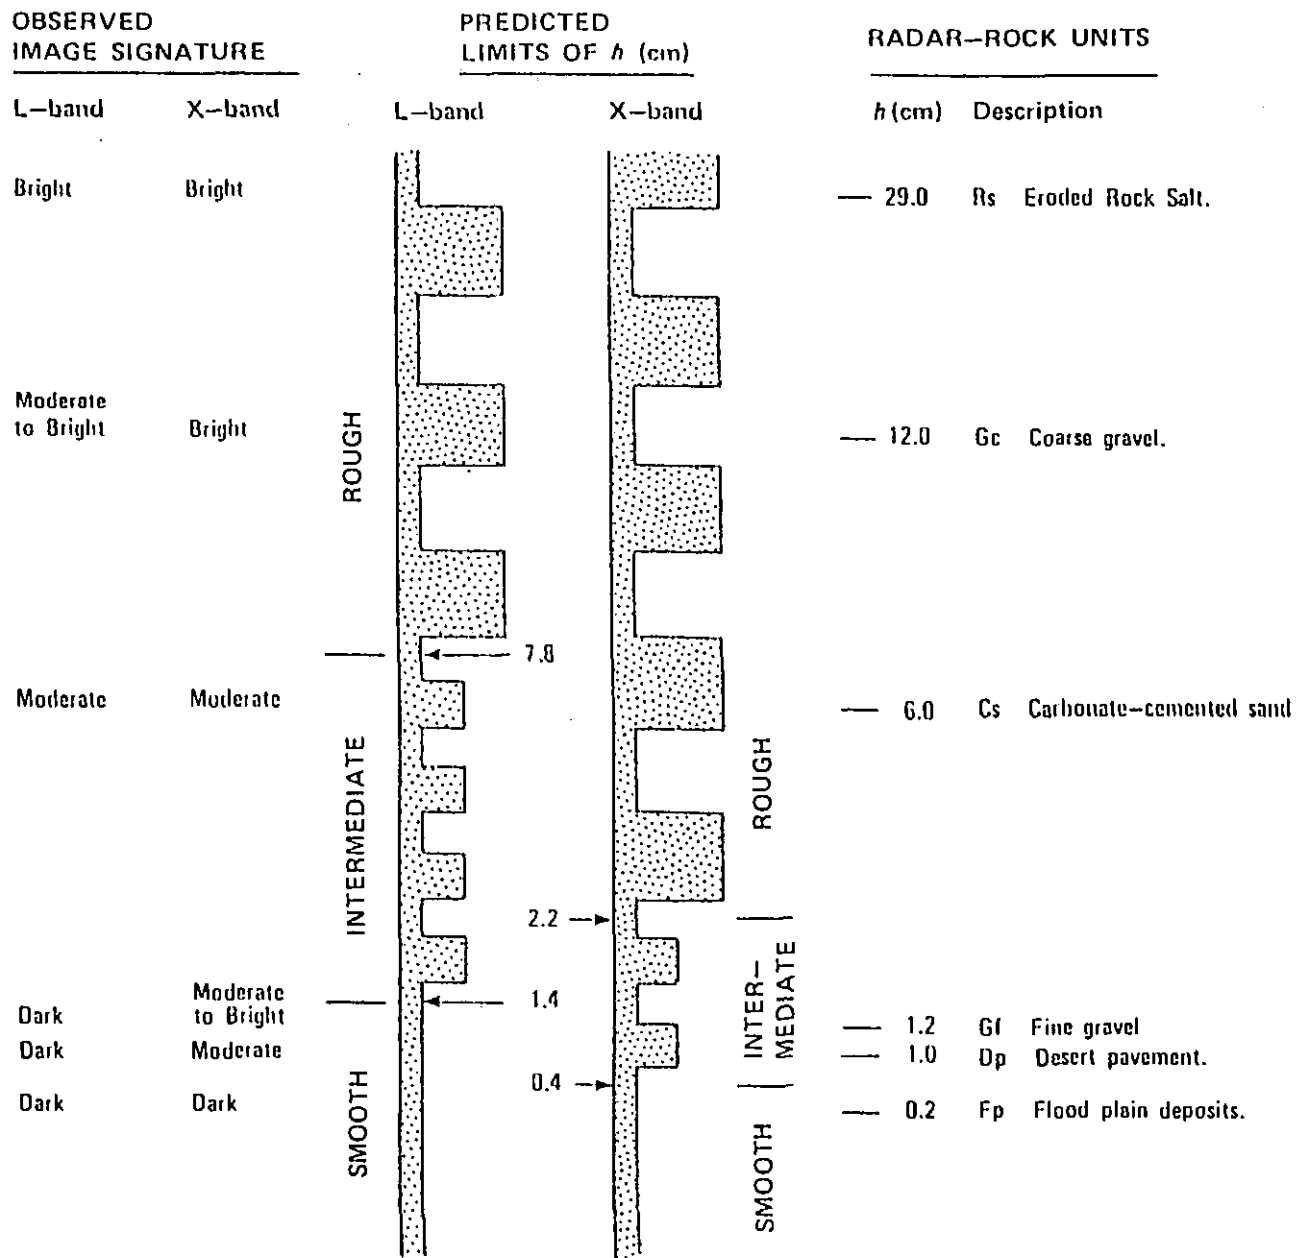 OBSERVED
IMAGE SIGNATURE
PREDICTED
LIMITS OF h (cm)
RADAR—ROCK UNITS
L—band X—band
L—band X—band
h (cm) Description
Bright Bright
29.0 Rs Eroded Rock Salt.
Moderate
to Bright Bright
12.0 Gc Coarse gravel.
ROUGH
7.8
Moderate Moderate
6.0 Cs Carbonate—cemented sand
INTERMEDIATE
ROUGH
2.2
INTER—
MEDIATE
1.4
Dark Moderate
to Bright
1.2 Gf Fine gravel
Dark Moderate
1.0 Dp Desert pavement.
0.4
Dark Dark
0.2 Fp Flood plain deposits.
SMOOTH
SMOOTH